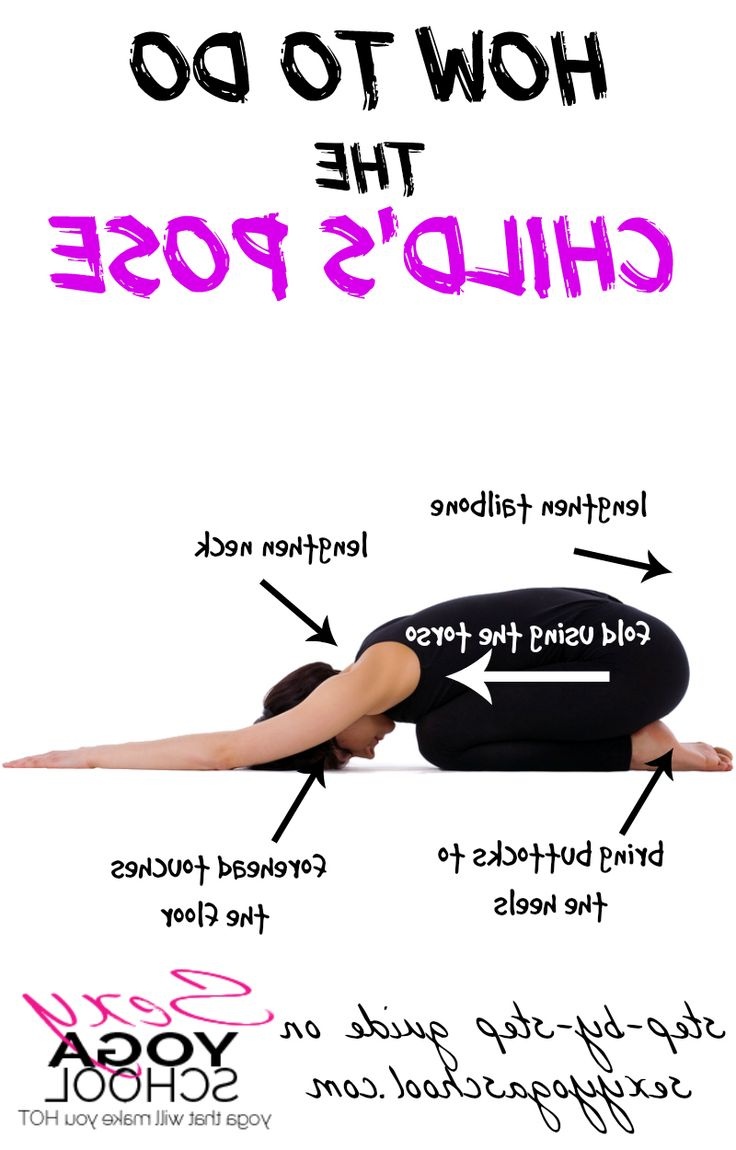 HOW TO DO
THE
CHILD'S POSE
lengthen tailbone
lengthen neck
fold using the torso
bring buttocks to
the heels
forehead touches
the floor
step-by-step guide on
sexyyogaschool.com
Sexy
YOGA
SCHOOL
yoga that will make you HOT